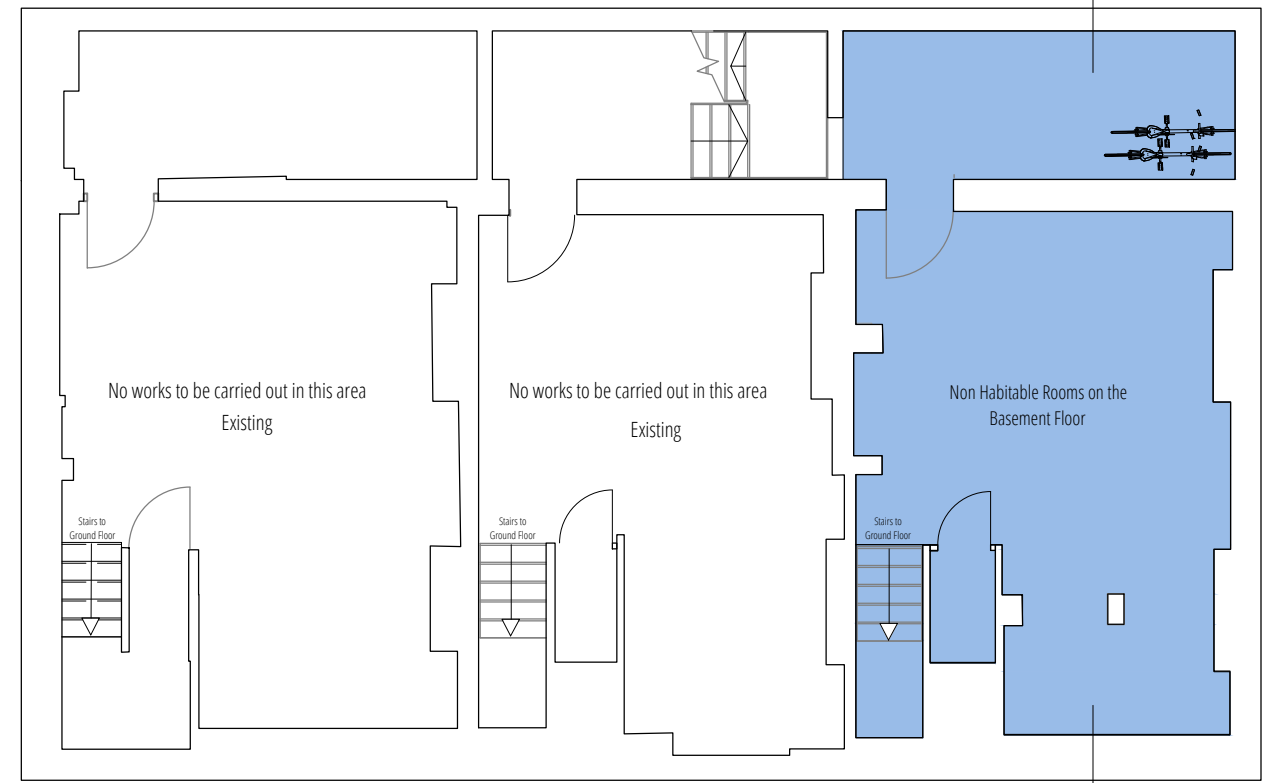 No works to be carried out in this area
Existing
No works to be carried out in this area
Existing
Non Habitable Rooms on the
Basement Floor
Stairs to
Ground Floor
Stairs to
Ground Floor
Stairs to
Ground Floor